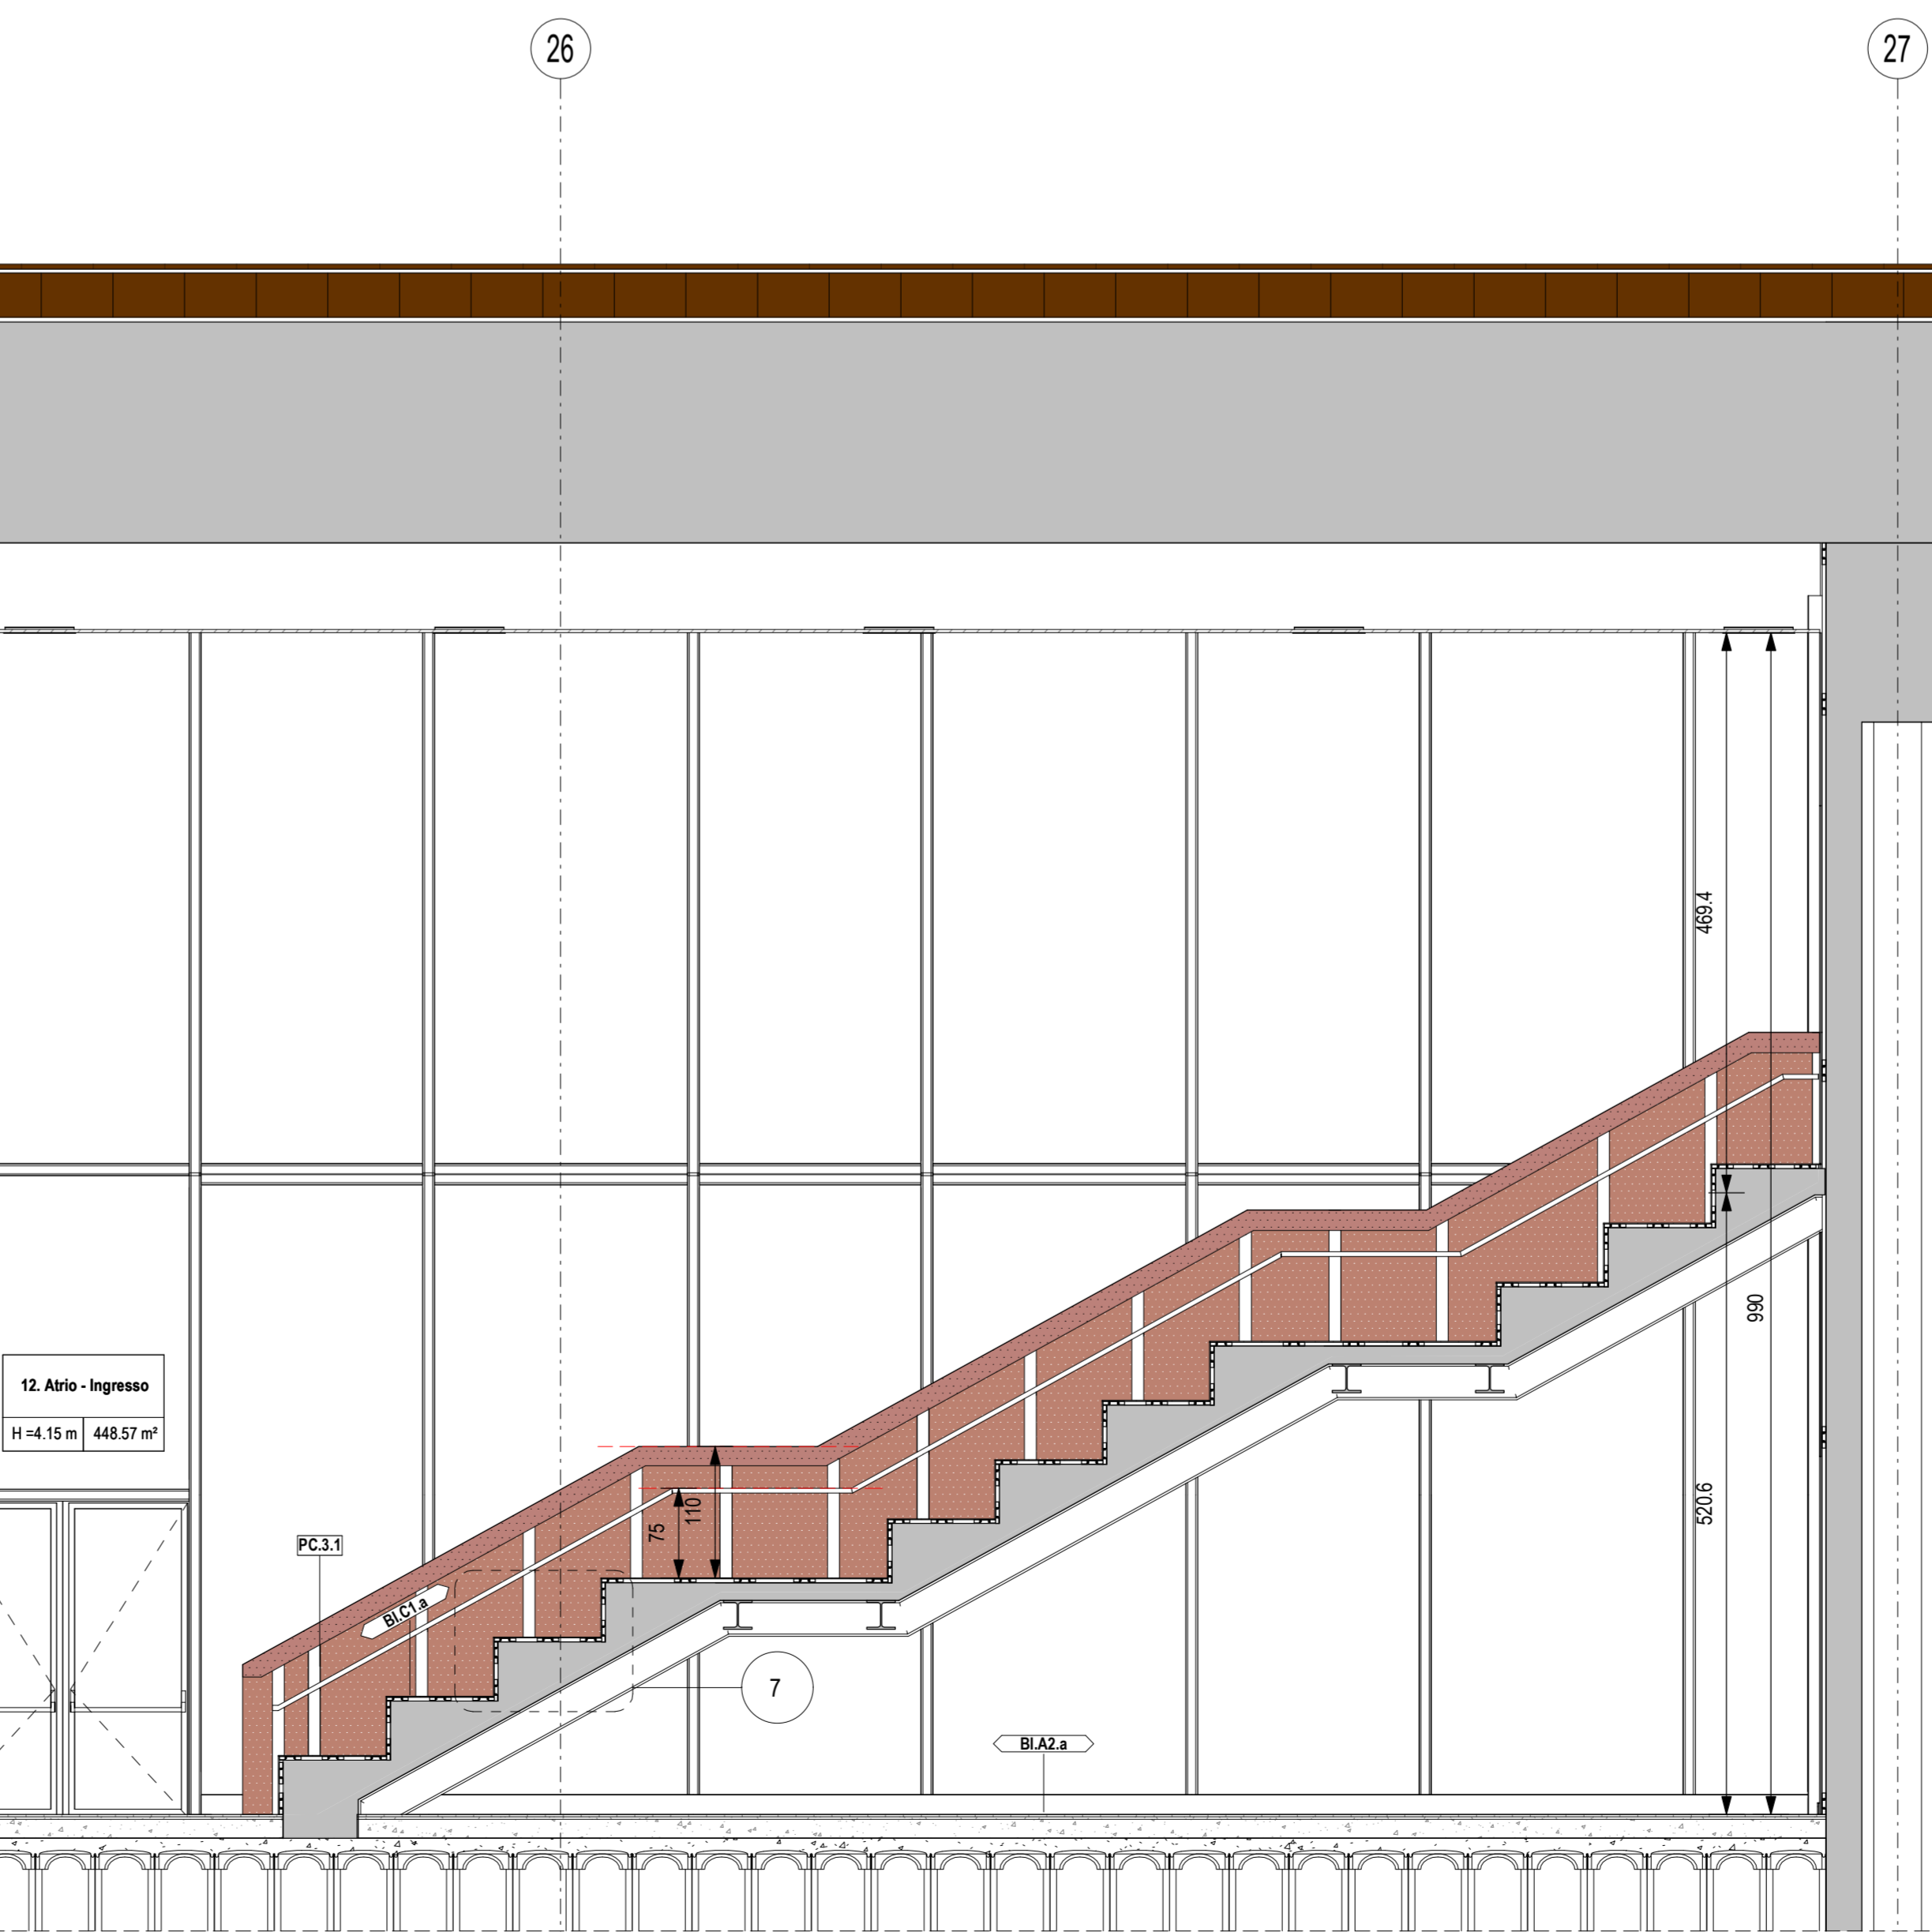 26
27
469.4
990
12. Atrio - Ingresso
H =4.15 m 448.57 m²
110
75
520.6
PC.3.1
BI.C1.a
7
BI.A2.a